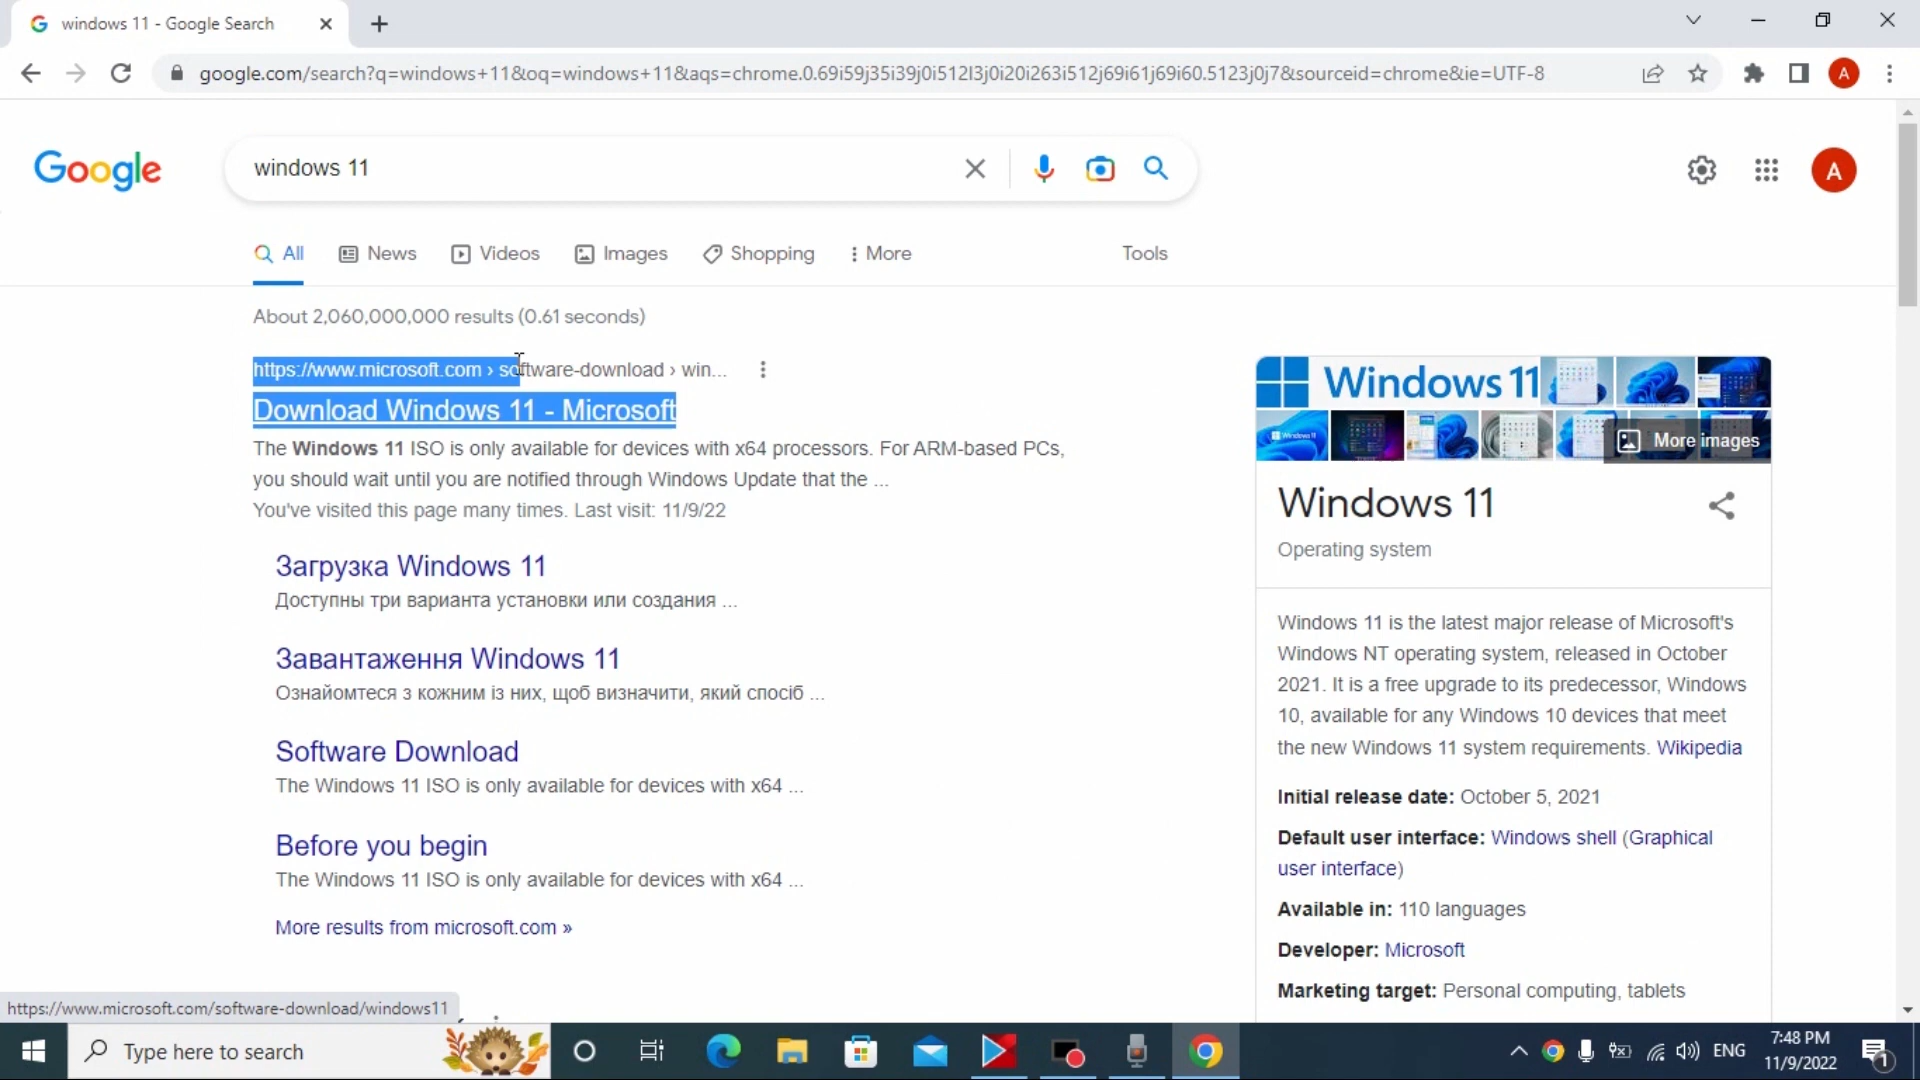 windows 11 - Google Search
google.com/search?q=windows+11&oq=windows+11&aqs=chrome.0.69i59j35i39j0i512l3j0i20i263i512j69i61j69i60.5123j0j7&sourceid=chrome&ie=UTF-8
A
Google
windows 11
A
All
News
Videos
Images
Shopping
More
Tools
About 2,060,000,000 results (0.61 seconds)
https://www.microsoft.com › software-download › win...
Download Windows 11 - Microsoft
The Windows 11 ISO is only available for devices with x64 processors. For ARM-based PCs,
you should wait until you are notified through Windows Update that the ...
You've visited this page many times. Last visit: 11/9/22
Загрузка Windows 11
Доступны три варианта установки или создания ...
Завантаження Windows 11
Ознайомтеся з кожним із них, щоб визначити, який спосіб ...
Software Download
The Windows 11 ISO is only available for devices with x64 ...
Before you begin
The Windows 11 ISO is only available for devices with x64 ...
More results from microsoft.com »
Windows 11
More images
Windows 11
Operating system
Windows 11 is the latest major release of Microsoft's
Windows NT operating system, released in October
2021. It is a free upgrade to its predecessor, Windows
10, available for any Windows 10 devices that meet
the new Windows 11 system requirements. Wikipedia
Initial release date: October 5, 2021
Default user interface: Windows shell (Graphical
user interface)
Available in: 110 languages
Developer: Microsoft
Marketing target: Personal computing, tablets
https://www.microsoft.com/software-download/windows11
Type here to search
ENG
7:48 PM
11/9/2022
1